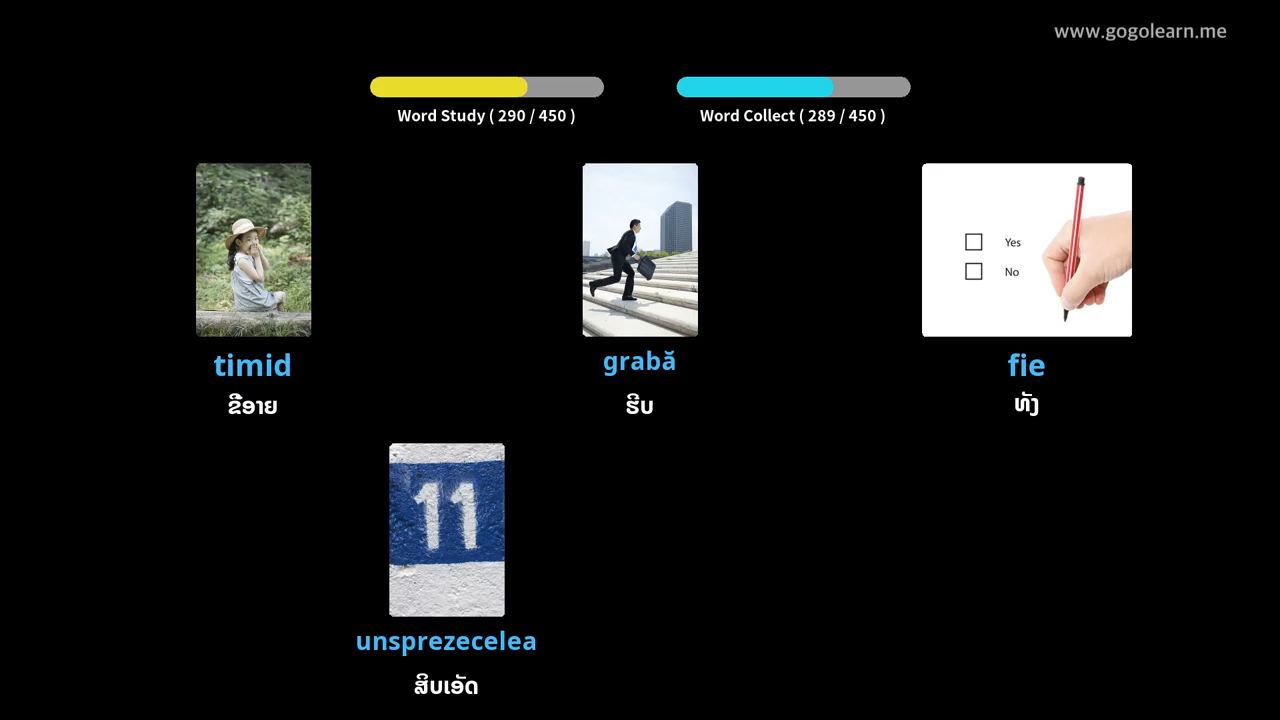 www.gogolearn.me
Word Study ( 290 / 450 )
Word Collect ( 289 / 450 )
Yes
No
timid
grabă
fie
ຂີ້ອາຍ
ຮີບ
ທັງ
11
unsprezecelea
ສິບເອັດ